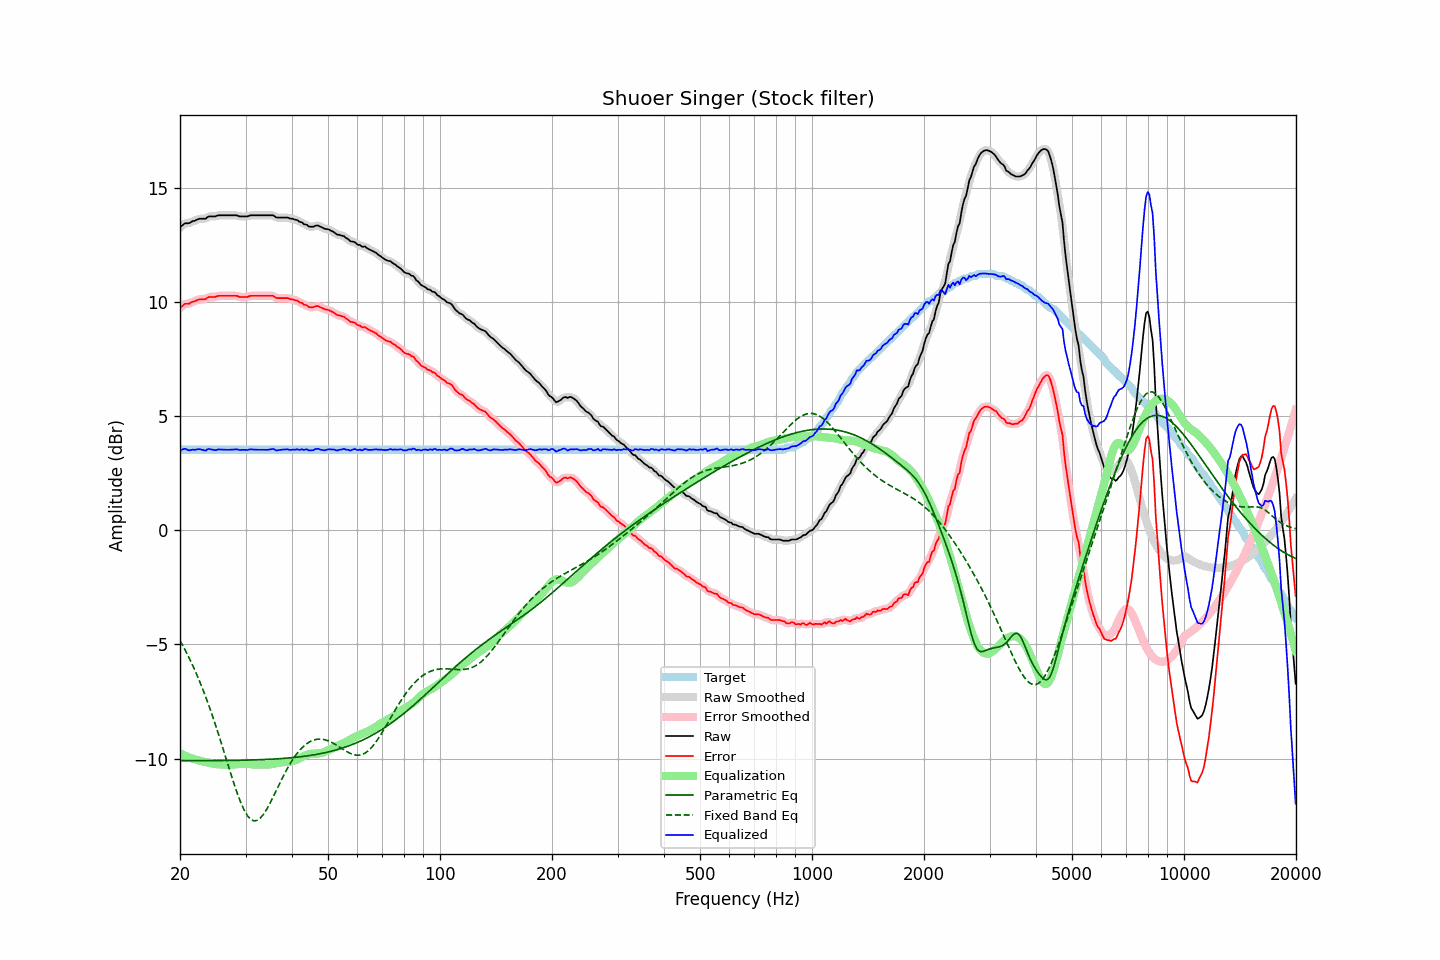 Shuoer Singer (Stock filter)
Amplitude (dBr)
15
10
5
0
−5
−10
Target
Raw Smoothed
Error Smoothed
Raw
Error
Equalization
Parametric Eq
Fixed Band Eq
Equalized
20 50 100 200 500 1000 2000 5000 10000 20000
Frequency (Hz)